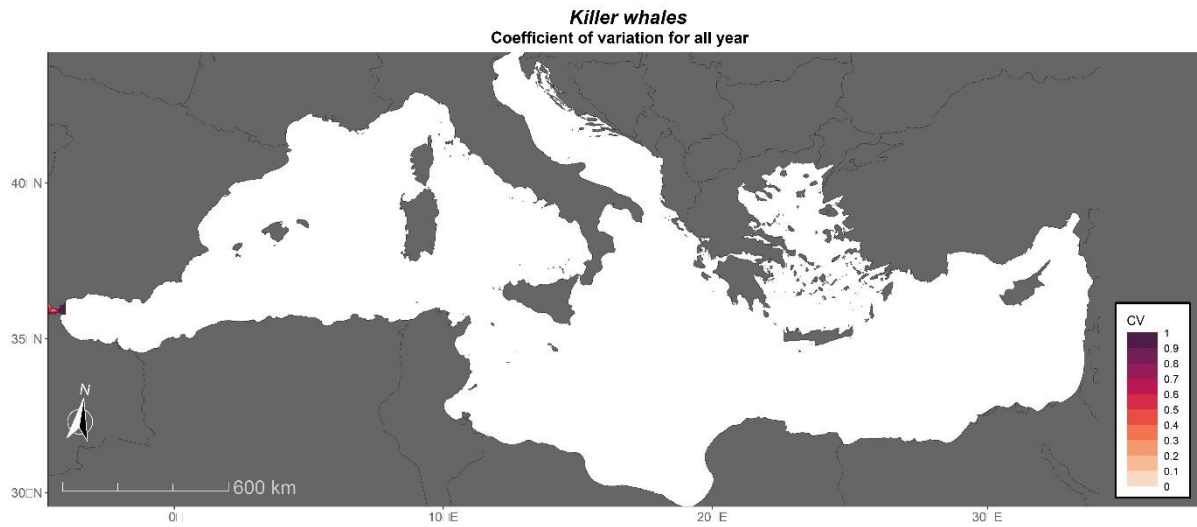 Killer whales
Coefficient of variation for all year
40□N
35□N
30□N
N
600 km
0□
10□E
20□E
30□E
CV
1
0.9
0.8
0.7
0.6
0.5
0.4
0.3
0.2
0.1
0